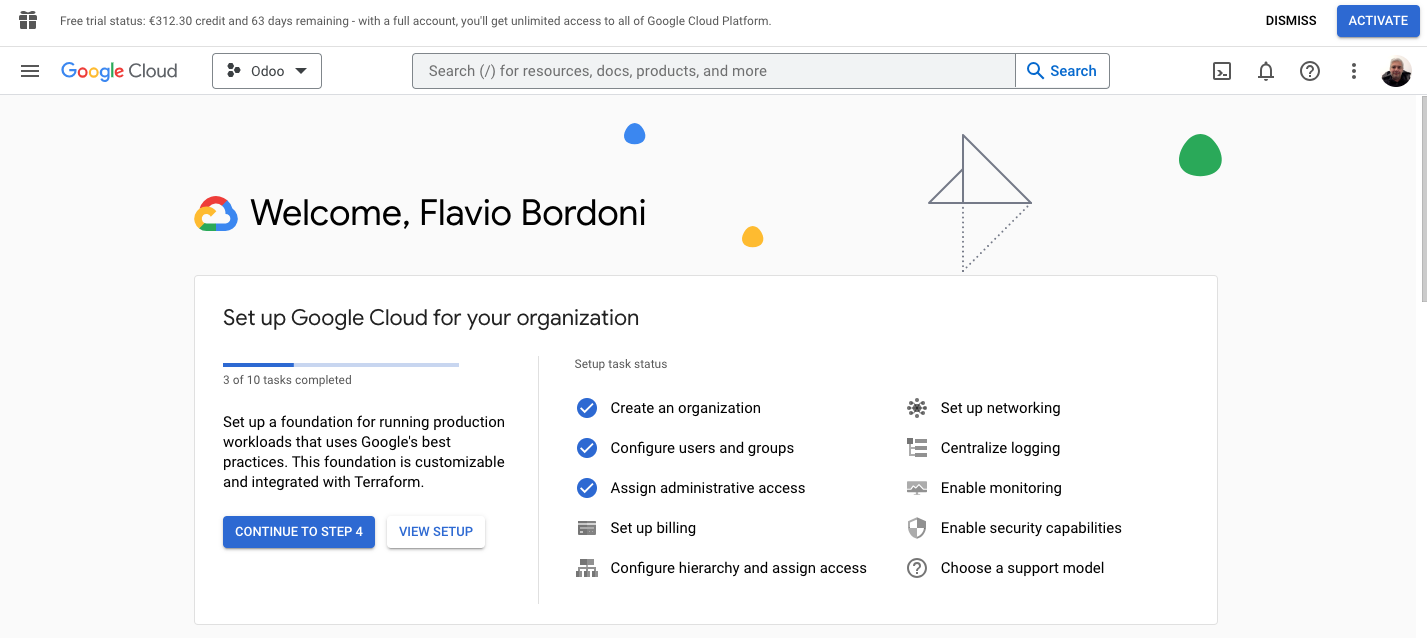 Free trial status: €312.30 credit and 63 days remaining - with a full account, you'll get unlimited access to all of Google Cloud Platform.
DISMISS
ACTIVATE
Google Cloud
Odoo
Search (/) for resources, docs, products, and more
Search
Welcome, Flavio Bordoni
Set up Google Cloud for your organization
3 of 10 tasks completed
Set up a foundation for running production
workloads that uses Google's best
practices. This foundation is customizable
and integrated with Terraform.
CONTINUE TO STEP 4
VIEW SETUP
Setup task status
Create an organization
Configure users and groups
Assign administrative access
Set up billing
Configure hierarchy and assign access
Set up networking
Centralize logging
Enable monitoring
Enable security capabilities
Choose a support model